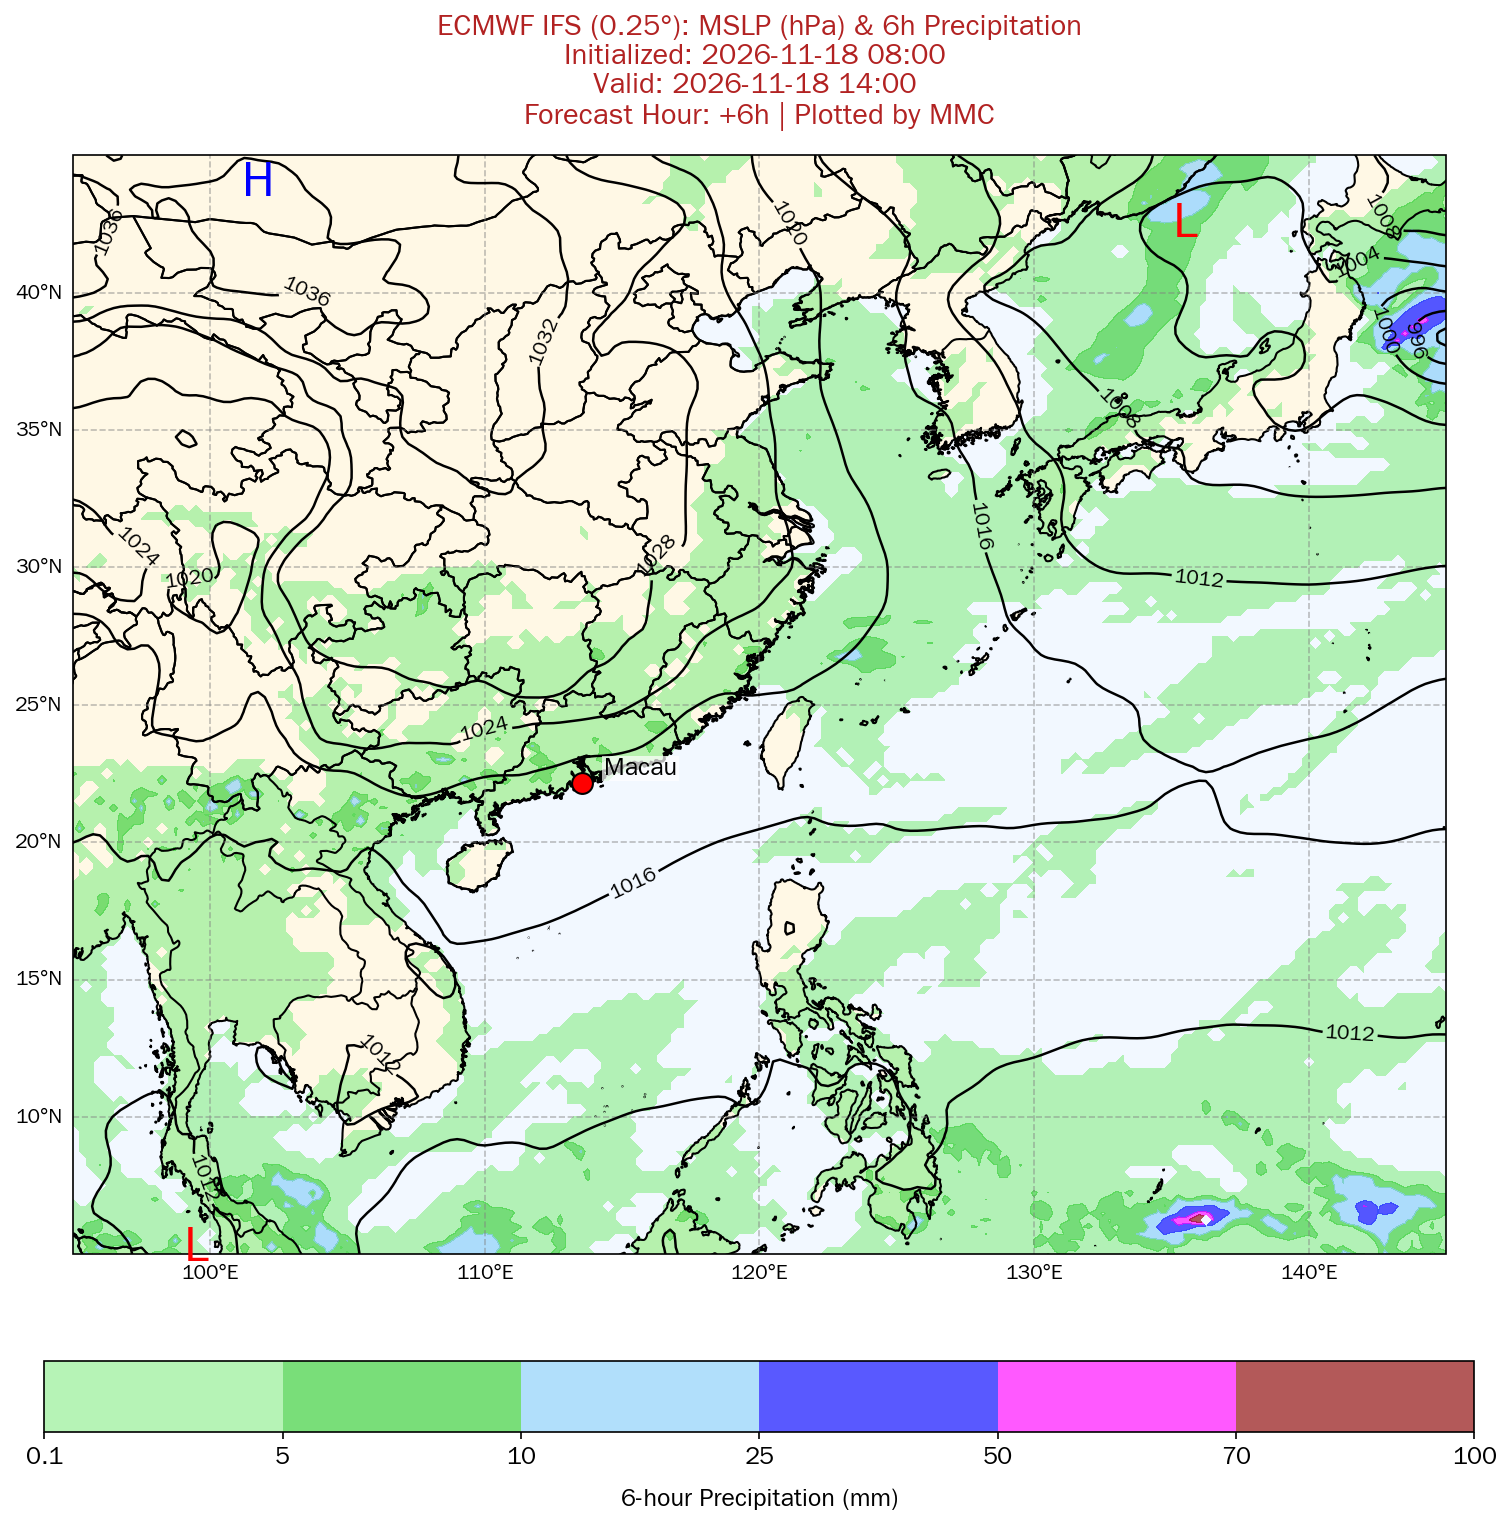 ECMWF IFS (0.25°): MSLP (hPa) & 6h Precipitation
Initialized: 2026-11-18 08:00
Valid: 2026-11-18 14:00
Forecast Hour: +6h | Plotted by MMC
H
L
1036
1020
1008
1004
1036
1000
996
1032
40°N
1008
35°N
1024
1020
1028
1016
1012
30°N
25°N
1024
Macau
20°N
1016
15°N
1012
1012
10°N
1012
L
100°E 110°E 120°E 130°E 140°E
0.1 5 10 25 50 70 100
6-hour Precipitation (mm)